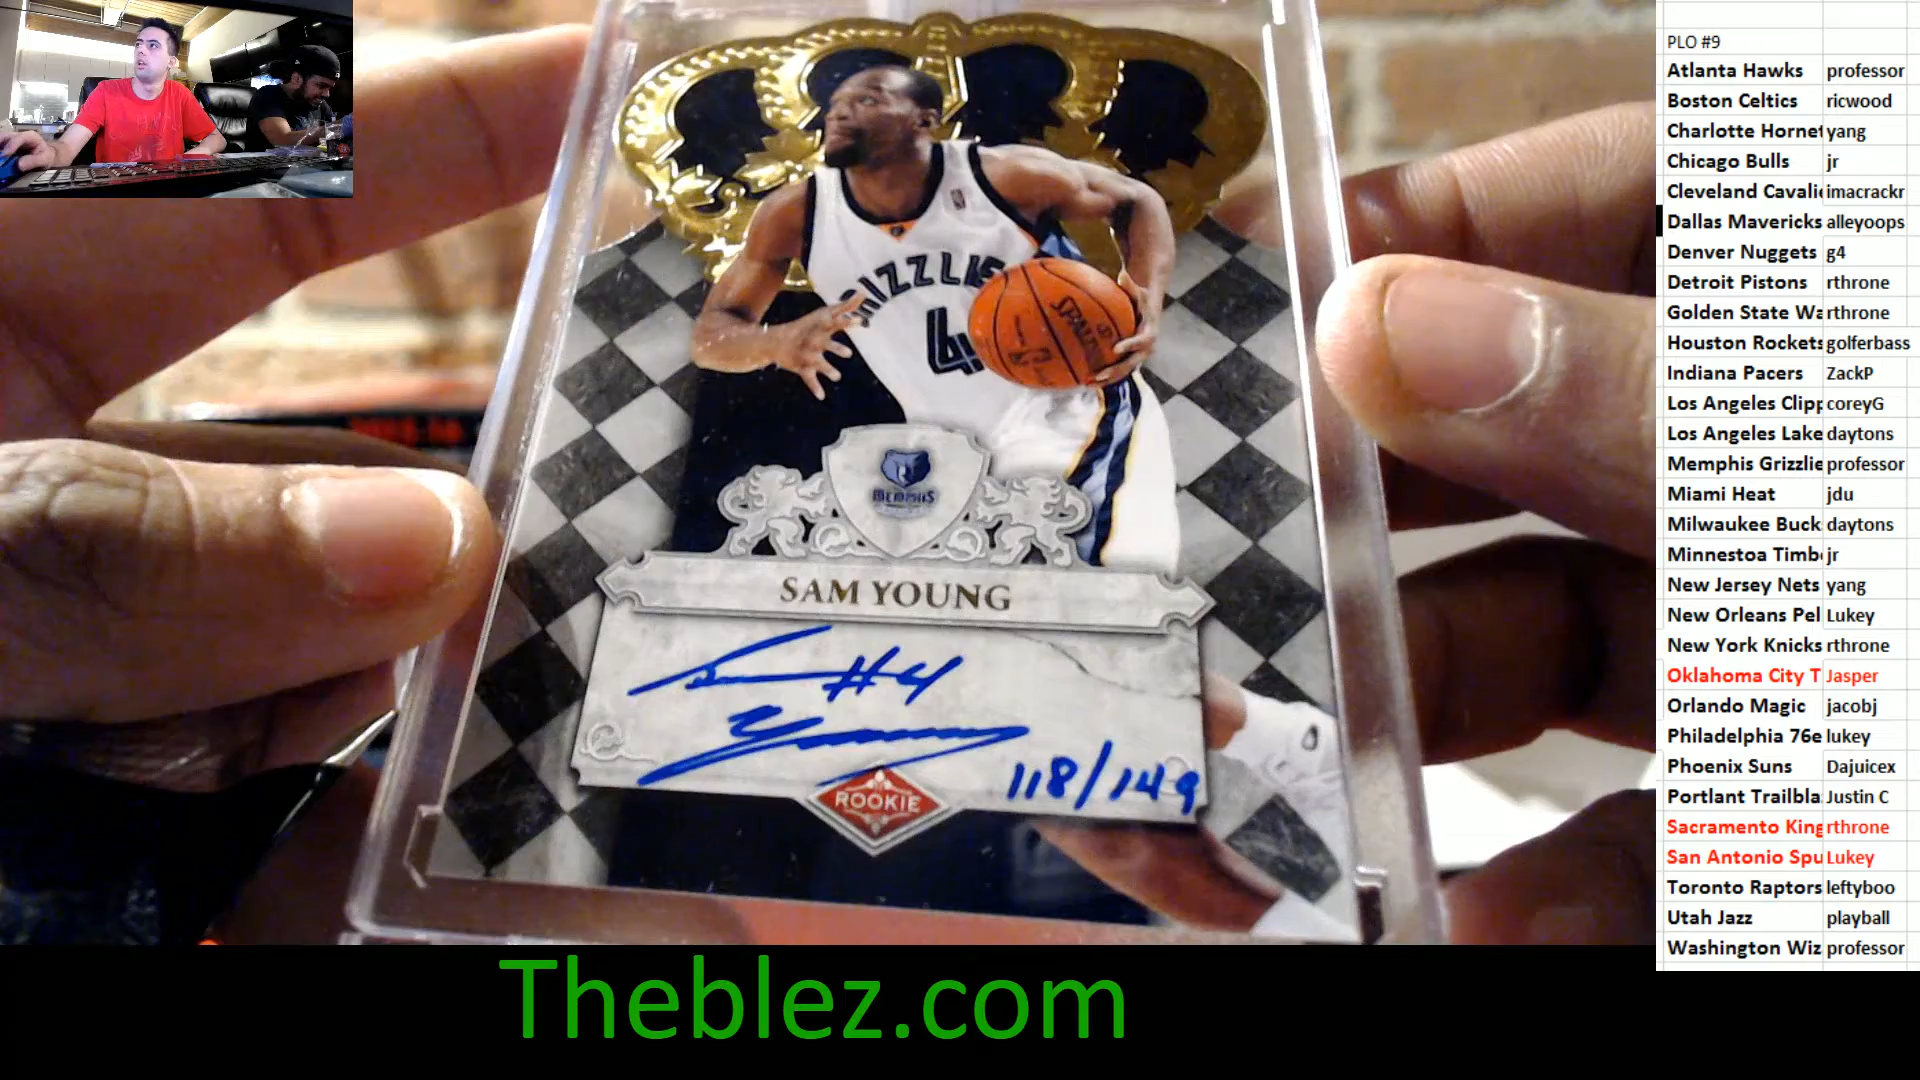 GRIZZLIES
4
SPALDING
MEMPHIS
SAM YOUNG
#4
Young
118/149
ROOKIE
Theblez.com
PLO #9
Atlanta Hawks professor
Boston Celtics ricwood
Charlotte Hornet yang
Chicago Bulls jr
Cleveland Cavalie imacrackr
Dallas Mavericks alleyoops
Denver Nuggets g4
Detroit Pistons rthrone
Golden State Wa rthrone
Houston Rockets golferbass
Indiana Pacers ZackP
Los Angeles Clipp coreyG
Los Angeles Lake daytons
Memphis Grizzlie professor
Miami Heat jdu
Milwaukee Buck daytons
Minnestoa Timb jr
New Jersey Nets yang
New Orleans Pel Lukey
New York Knicks rthrone
Oklahoma City T Jasper
Orlando Magic jacobj
Philadelphia 76e lukey
Phoenix Suns Dajuicex
Portlant Trailbla Justin C
Sacramento King rthrone
San Antonio Spu Lukey
Toronto Raptors leftyboo
Utah Jazz playball
Washington Wiz professor